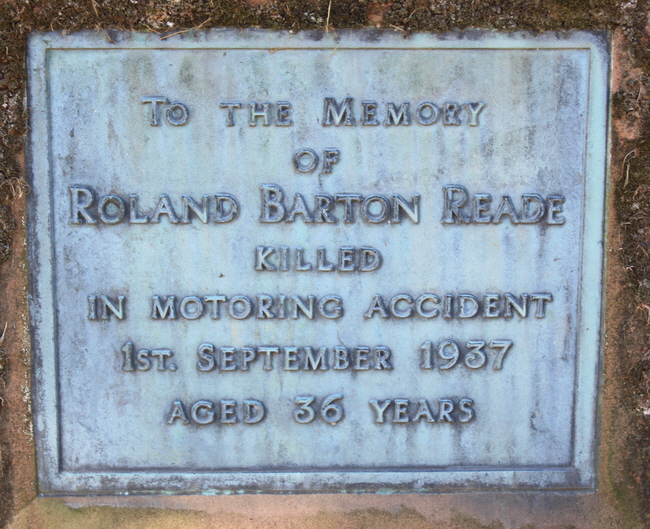 To the Memory
of
Roland Barton Reade
killed
in motoring accident
1st. September 1937
aged 36 years